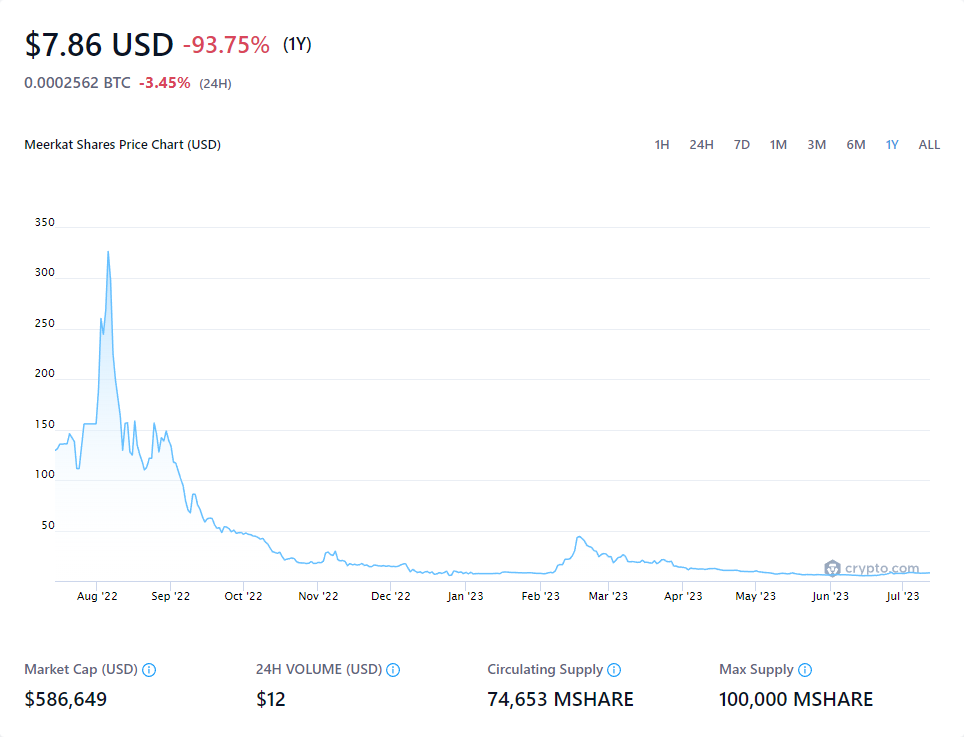 $7.86 USD -93.75% (1Y)
0.0002562 BTC -3.45% (24H)
Meerkat Shares Price Chart (USD) 1H 24H 7D 1M 3M 6M 1Y ALL
350
300
250
200
150
100
50
crypto.com
Aug '22 Sep '22 Oct '22 Nov '22 Dec '22 Jan '23 Feb '23 Mar '23 Apr '23 May '23 Jun '23 Jul '23
Market Cap (USD) 24H VOLUME (USD) Circulating Supply Max Supply
$586,649 $12 74,653 MSHARE 100,000 MSHARE